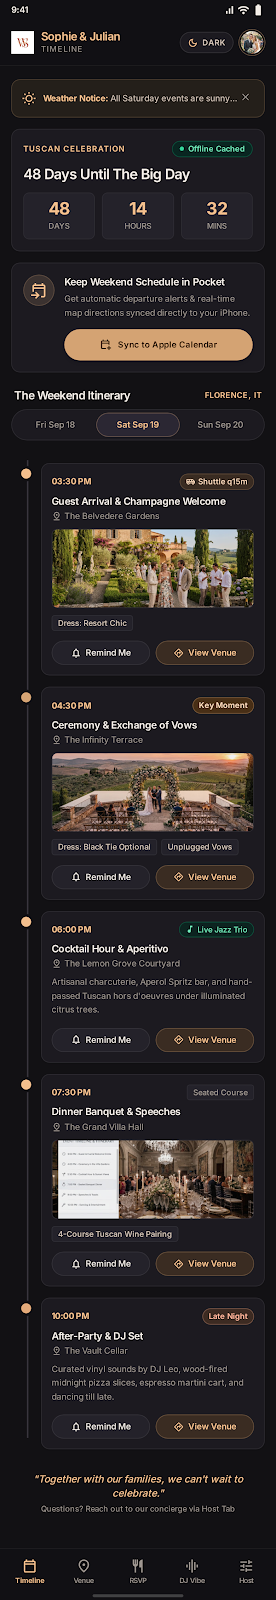 9:41
Sophie & Julian
TIMELINE
DARK
Weather Notice: All Saturday events are sunny...
TUSCAN CELEBRATION
Offline Cached
48 Days Until The Big Day
48
14
32
DAYS
HOURS
MINS
Keep Weekend Schedule in Pocket
Get automatic departure alerts & real-time
map directions synced directly to your iPhone.
Sync to Apple Calendar
The Weekend Itinerary
FLORENCE, IT
Fri Sep 18
Sat Sep 19
Sun Sep 20
03:30 PM
Shuttle q15m
Guest Arrival & Champagne Welcome
The Belvedere Gardens
Dress: Resort Chic
Remind Me
View Venue
04:30 PM
Key Moment
Ceremony & Exchange of Vows
The Infinity Terrace
Dress: Black Tie Optional
Unplugged Vows
Remind Me
View Venue
06:00 PM
Live Jazz Trio
Cocktail Hour & Aperitivo
The Lemon Grove Courtyard
Artisanal charcuterie, Aperol Spritz bar, and hand-
passed Tuscan hors d'oeuvres under illuminated
citrus trees.
Remind Me
View Venue
07:30 PM
Seated Course
Dinner Banquet & Speeches
The Grand Villa Hall
4-Course Tuscan Wine Pairing
Remind Me
View Venue
10:00 PM
Late Night
After-Party & DJ Set
The Vault Cellar
Curated vinyl sounds by DJ Leo, wood-fired
midnight pizza slices, espresso martini cart, and
dancing till late.
Remind Me
View Venue
"Together with our families, we can't wait to
celebrate."
Questions? Reach out to our concierge via Host Tab
Timeline
Venue
RSVP
DJ Vibe
Host